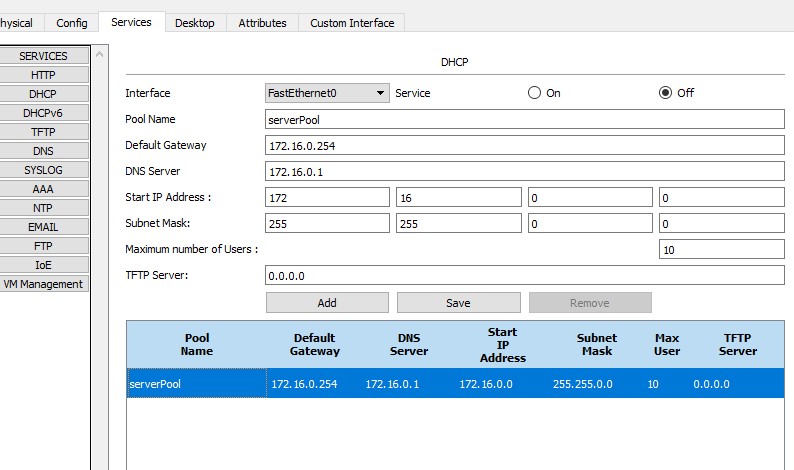 hysical Config Services Desktop Attributes Custom Interface
SERVICES
HTTP
DHCP
DHCPv6
TFTP
DNS
SYSLOG
AAA
NTP
EMAIL
FTP
IoE
VM Management
DHCP
Interface FastEthernet0 Service On Off
Pool Name serverPool
Default Gateway 172.16.0.254
DNS Server 172.16.0.1
Start IP Address : 172 16 0 0
Subnet Mask: 255 255 0 0
Maximum number of Users : 10
TFTP Server: 0.0.0.0
Add Save Remove
Pool Name Default Gateway DNS Server Start IP Address Subnet Mask Max User TFTP Server
serverPool 172.16.0.254 172.16.0.1 172.16.0.0 255.255.0.0 10 0.0.0.0